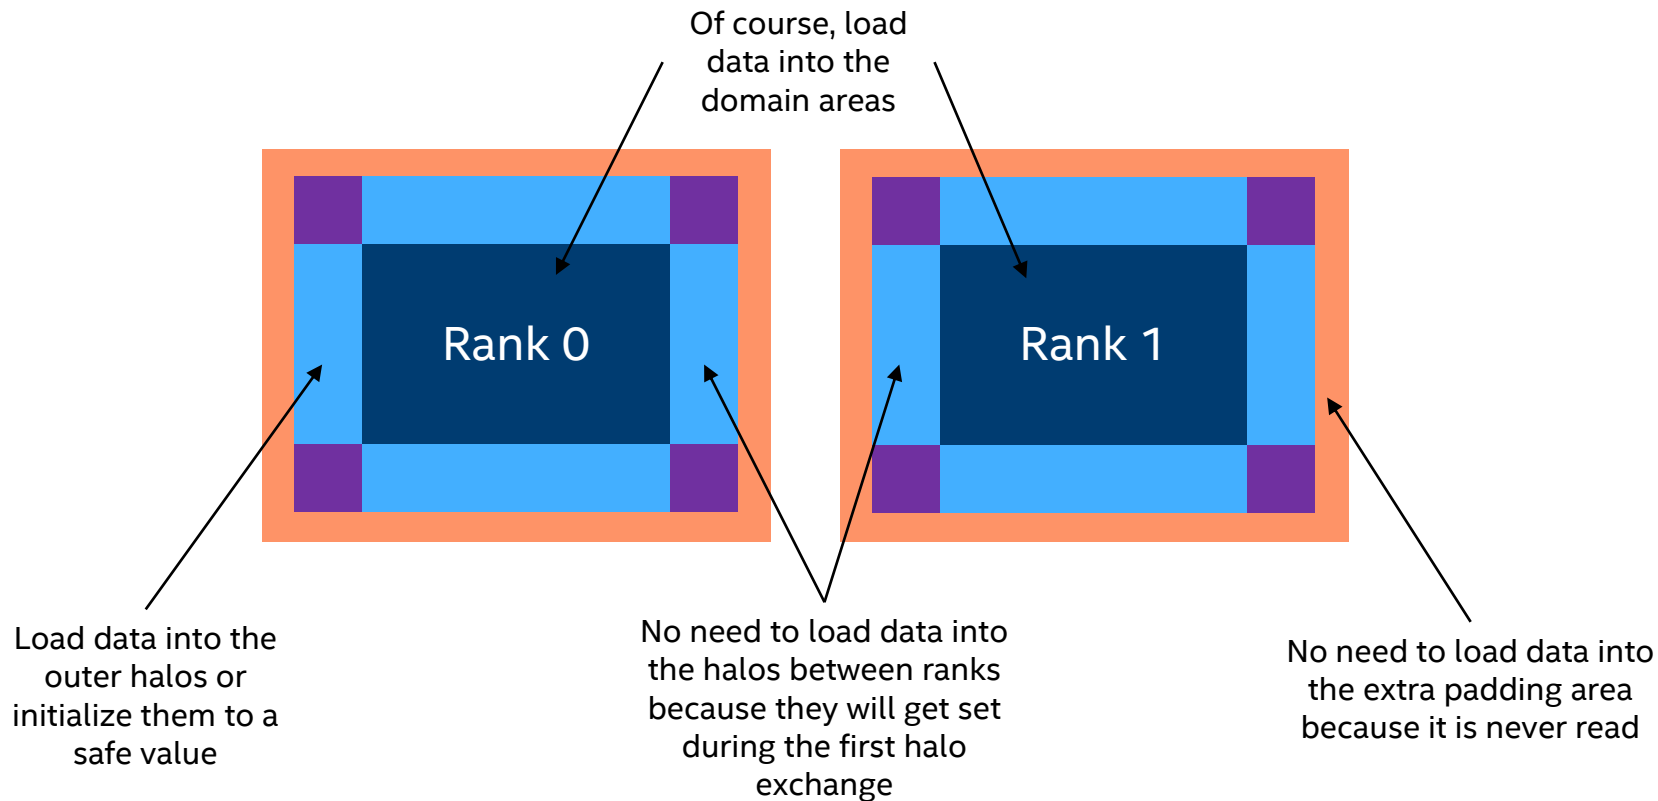 Of course, load
data into the
domain areas
Rank 0
Rank 1
Load data into the
outer halos or
initialize them to a
safe value
No need to load data into
the halos between ranks
because they will get set
during the first halo
exchange
No need to load data into
the extra padding area
because it is never read